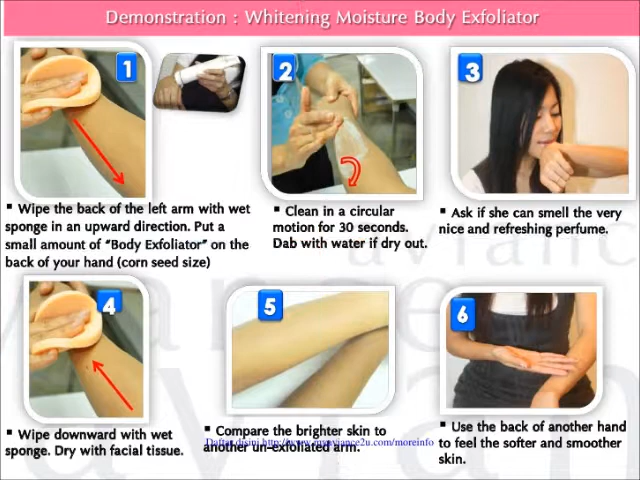 Demonstration : Whitening Moisture Body Exfoliator
1
▪ Wipe the back of the left arm with wet
sponge in an upward direction. Put a
small amount of "Body Exfoliator" on the
back of your hand (corn seed size)
2
▪ Clean in a circular
motion for 30 seconds.
Dab with water if dry out.
3
▪ Ask if she can smell the very
nice and refreshing perfume.
4
▪ Wipe downward with wet
sponge. Dry with facial tissue.
5
▪ Compare the brighter skin to
another un-exfoliated arm.
6
▪ Use the back of another hand
to feel the softer and smoother
skin.
aviance